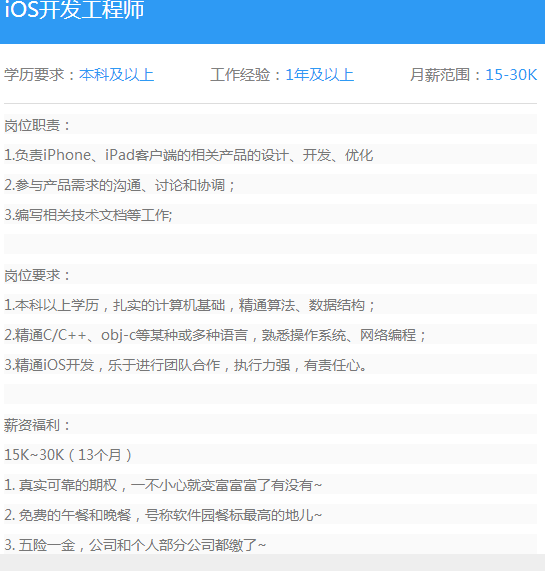 iOS开发工程师
学历要求：本科及以上 工作经验：1年及以上 月薪范围：15-30K
岗位职责：
1.负责iPhone、iPad客户端的相关产品的设计、开发、优化
2.参与产品需求的沟通、讨论和协调；
3.编写相关技术文档等工作;
岗位要求：
1.本科以上学历，扎实的计算机基础，精通算法、数据结构；
2.精通C/C++、obj-c等某种或多种语言，熟悉操作系统、网络编程；
3.精通iOS开发，乐于进行团队合作，执行力强，有责任心。
薪资福利：
15K~30K（13个月）
1. 真实可靠的期权，一不小心就变富富富了有没有~
2. 免费的午餐和晚餐，号称软件园餐标最高的地儿~
3. 五险一金，公司和个人部分公司都缴了~